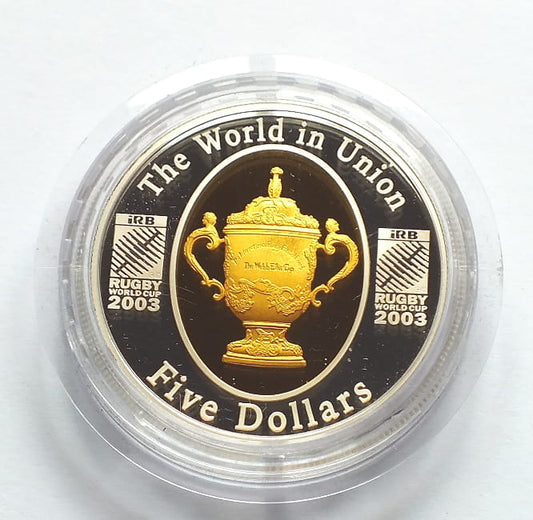 The World in Union
iRB
RUGBY
WORLD CUP
2003
The Webb Ellis Cup
iRB
RUGBY
WORLD CUP
2003
Five Dollars